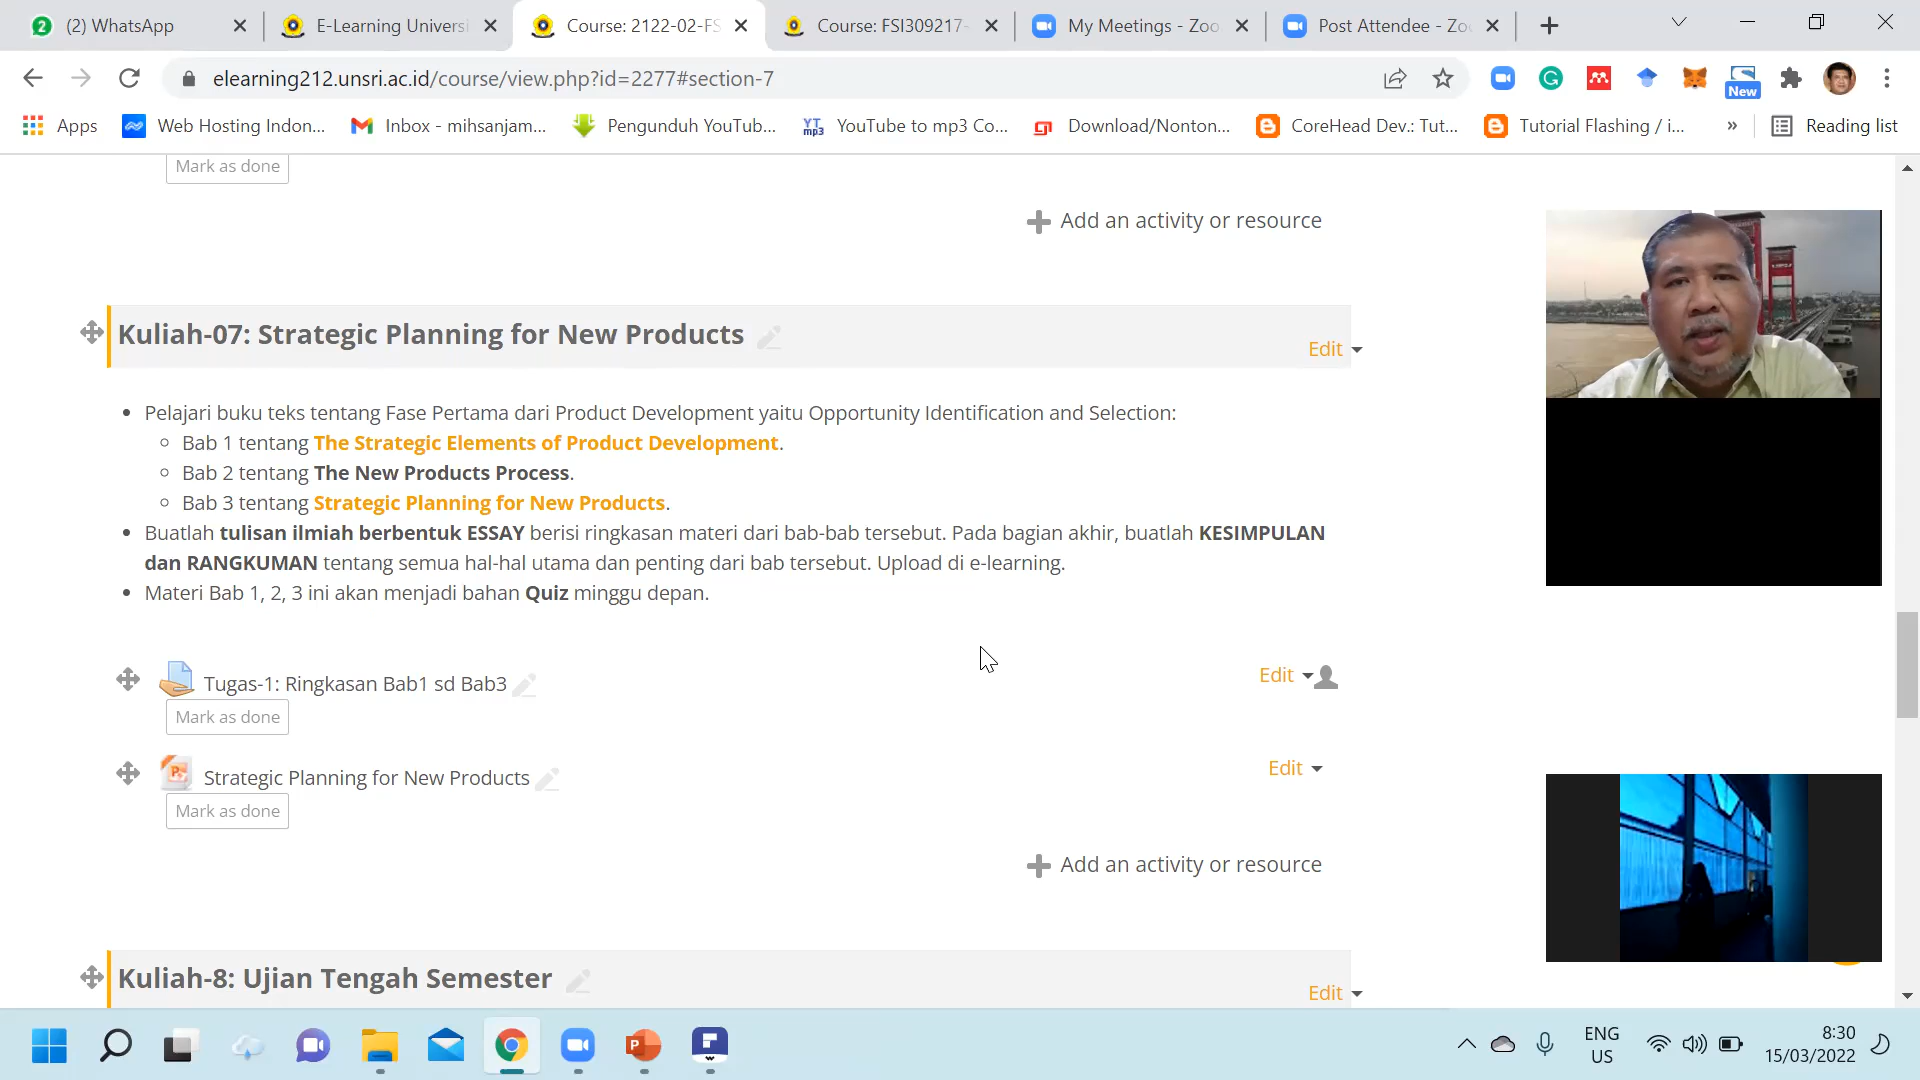 (2) WhatsApp
E-Learning Universi
Course: 2122-02-FS
Course: FSI309217-
My Meetings - Zoo
Post Attendee - Zo
elearning212.unsri.ac.id/course/view.php?id=2277#section-7
New
Apps
Web Hosting Indon...
Inbox - mihsanjam...
Pengunduh YouTub...
YT mp3
YouTube to mp3 Co...
Download/Nonton...
CoreHead Dev.: Tut...
Tutorial Flashing / i...
»
Reading list
Mark as done
Add an activity or resource
Kuliah-07: Strategic Planning for New Products
Edit
Pelajari buku teks tentang Fase Pertama dari Product Development yaitu Opportunity Identification and Selection:
Bab 1 tentang The Strategic Elements of Product Development.
Bab 2 tentang The New Products Process.
Bab 3 tentang Strategic Planning for New Products.
Buatlah tulisan ilmiah berbentuk ESSAY berisi ringkasan materi dari bab-bab tersebut. Pada bagian akhir, buatlah KESIMPULAN
dan RANGKUMAN tentang semua hal-hal utama dan penting dari bab tersebut. Upload di e-learning.
Materi Bab 1, 2, 3 ini akan menjadi bahan Quiz minggu depan.
Tugas-1: Ringkasan Bab1 sd Bab3
Edit
Mark as done
Strategic Planning for New Products
Edit
Mark as done
Add an activity or resource
Kuliah-8: Ujian Tengah Semester
Edit
ENG
US
8:30
15/03/2022